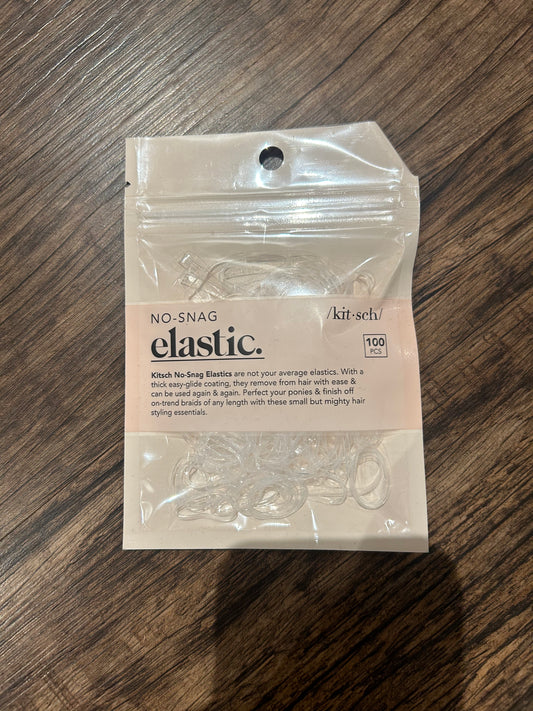 NO-SNAG
/kit·sch/
elastic.
100
PCS
Kitsch No-Snag Elastics are not your average elastics. With a
thick easy-glide coating, they remove from hair with ease &
can be used again & again. Perfect your ponies & finish off
on-trend braids of any length with these small but mighty hair
styling essentials.